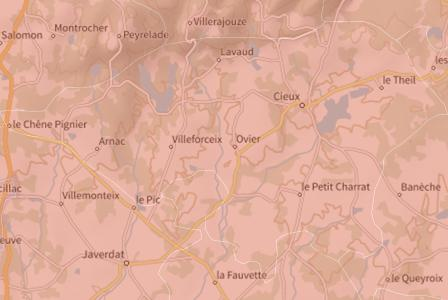 Villerajouze
Montrocher
Salomon
Peyrelade
Lavaud
les
le Theil
Cieux
le Chêne Pignier
Arnac
Villeforceix
Ovier
cillac
Villemonteix
le Pic
le Petit Charrat
Banèche
euve
Javerdat
la Fauvette
le Queyroix